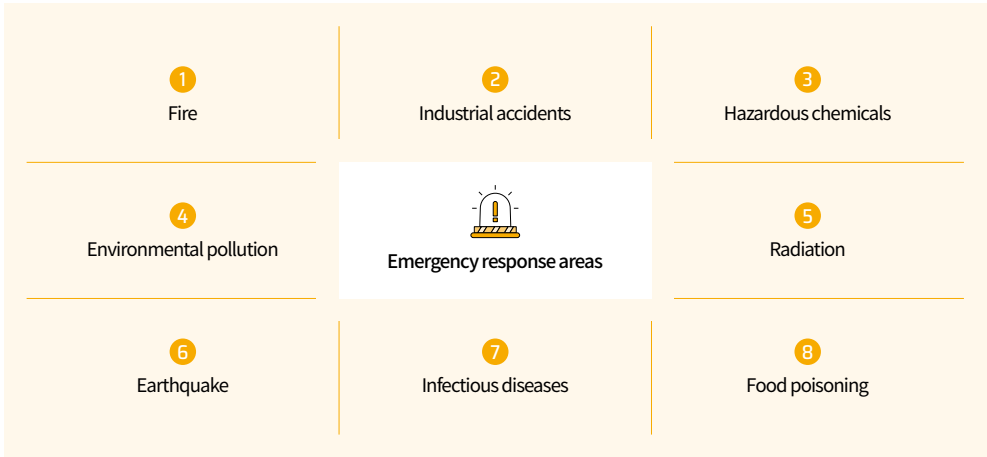 1
Fire
2
Industrial accidents
3
Hazardous chemicals
4
Environmental pollution
Emergency response areas
5
Radiation
6
Earthquake
7
Infectious diseases
8
Food poisoning